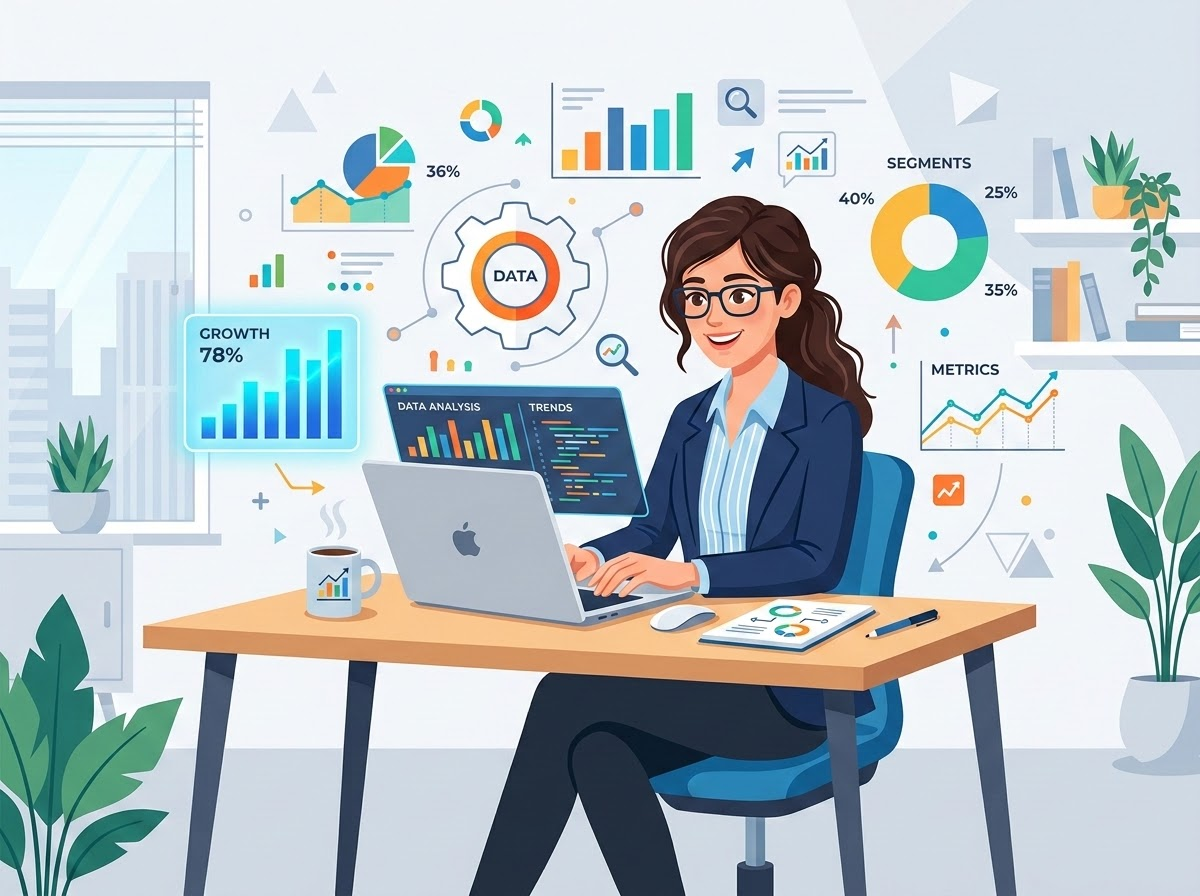 36%
SEGMENTS
40%
25%
35%
DATA
GROWTH
78%
METRICS
DATA ANALYSIS
TRENDS